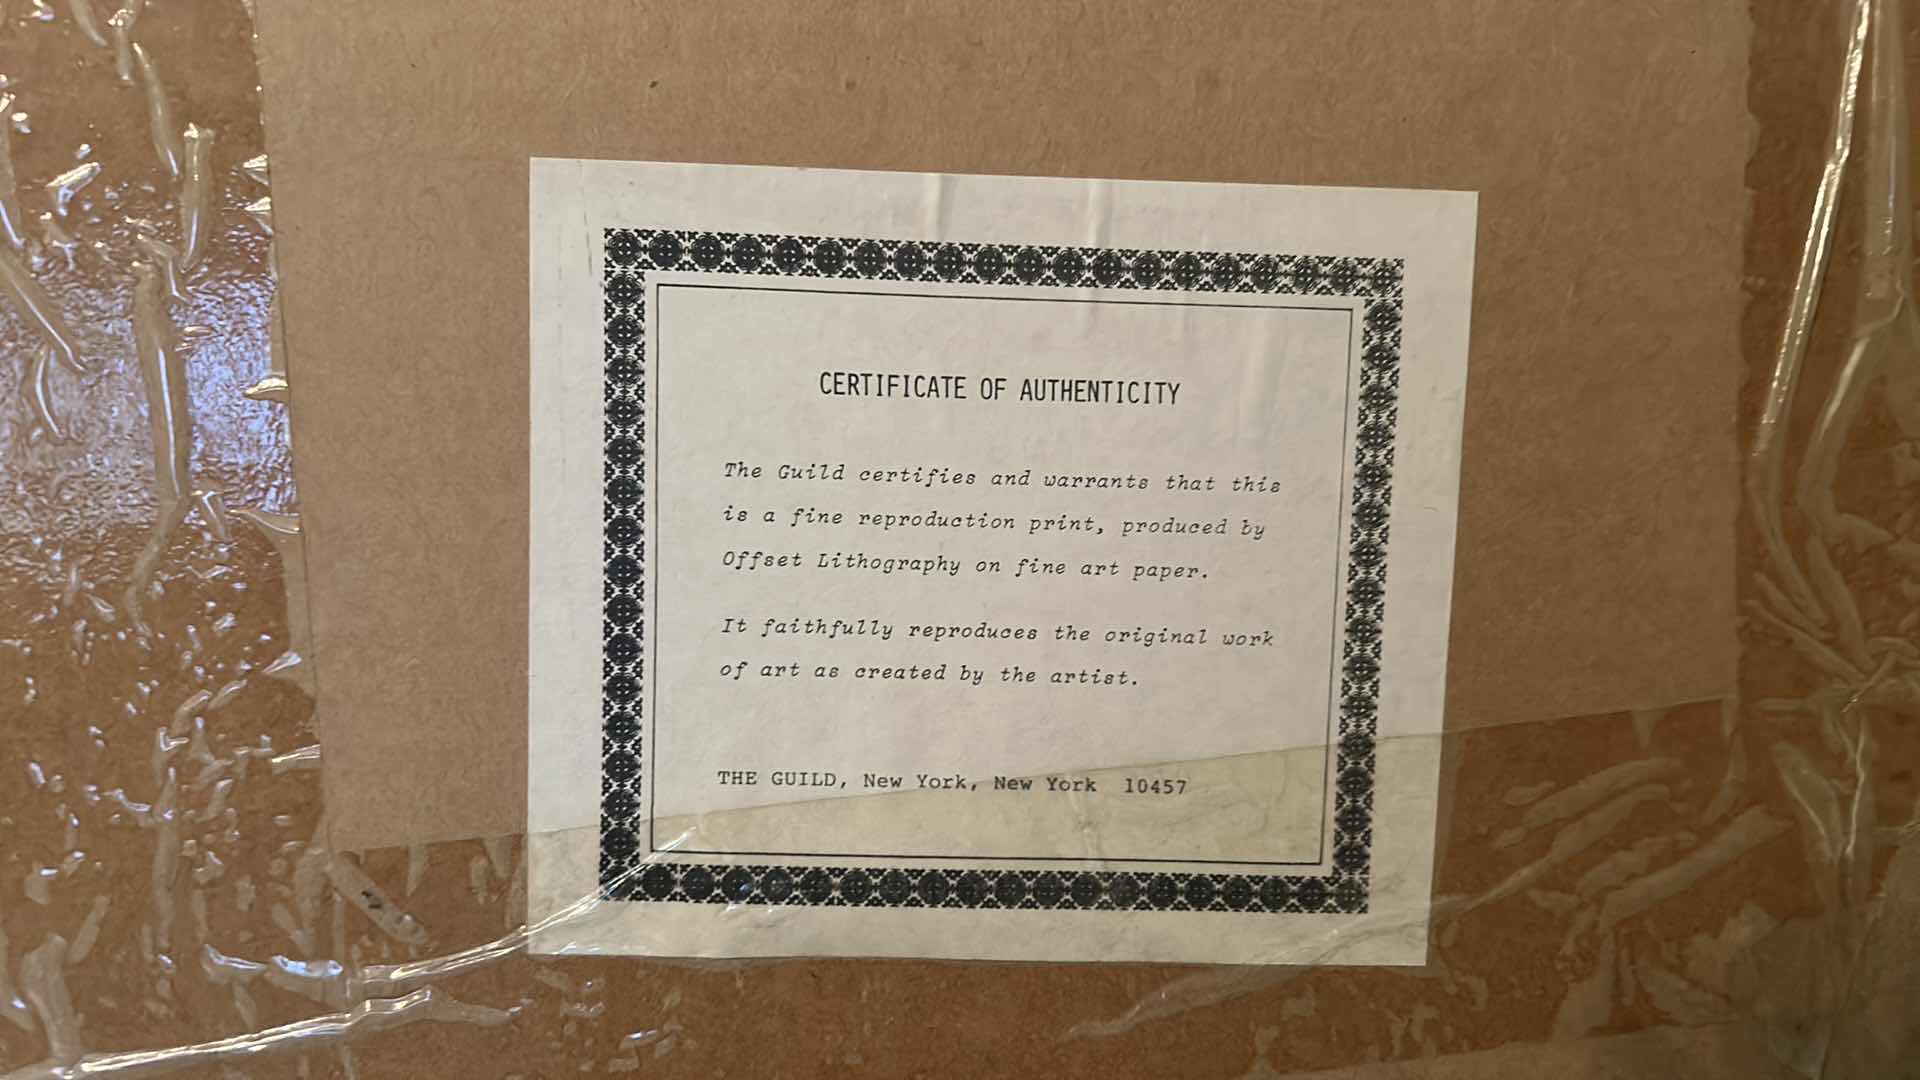 CERTIFICATE OF AUTHENTICITY
The Guild certifies and warrants that this
is a fine reproduction print, produced by
Offset Lithography on fine art paper.
It faithfully reproduces the original work
of art as created by the artist.
THE GUILD, New York, New York 10457